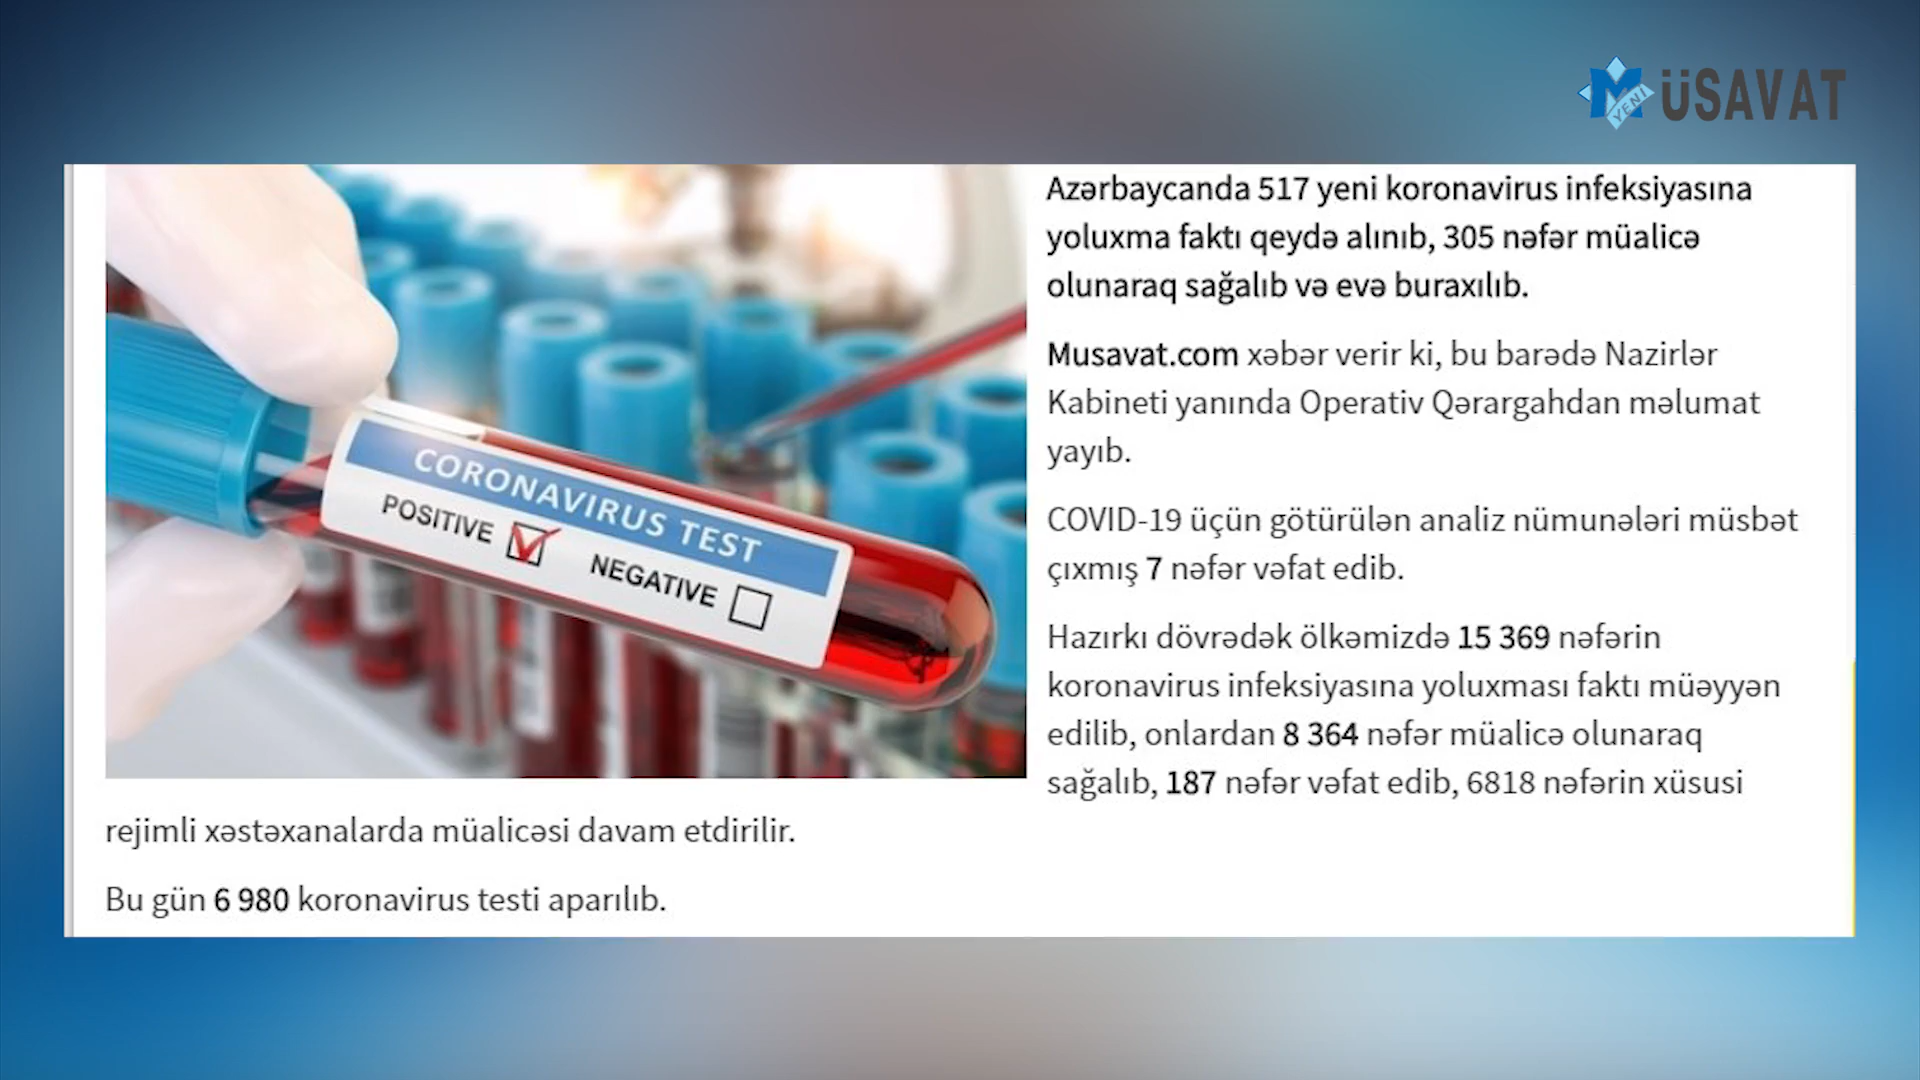 YENİ MÜSAVAT
Azərbaycanda 517 yeni koronavirus infeksiyasına
yoluxma faktı qeydə alınıb, 305 nəfər müalicə
olunaraq sağalıb və evə buraxılıb.
Musavat.com xəbər verir ki, bu barədə Nazirlər
Kabineti yanında Operativ Qərargahdan məlumat
yayıb.
COVID-19 üçün götürülən analiz nümunələri müsbət
çıxmış 7 nəfər vəfat edib.
Hazırkı dövrədək ölkəmizdə 15 369 nəfərin
koronavirus infeksiyasına yoluxması faktı müəyyən
edilib, onlardan 8 364 nəfər müalicə olunaraq
sağalıb, 187 nəfər vəfat edib, 6818 nəfərin xüsusi
rejimli xəstəxanalarda müalicəsi davam etdirilir.
Bu gün 6 980 koronavirus testi aparılıb.
CORONAVIRUS TEST
POSITIVE
NEGATIVE